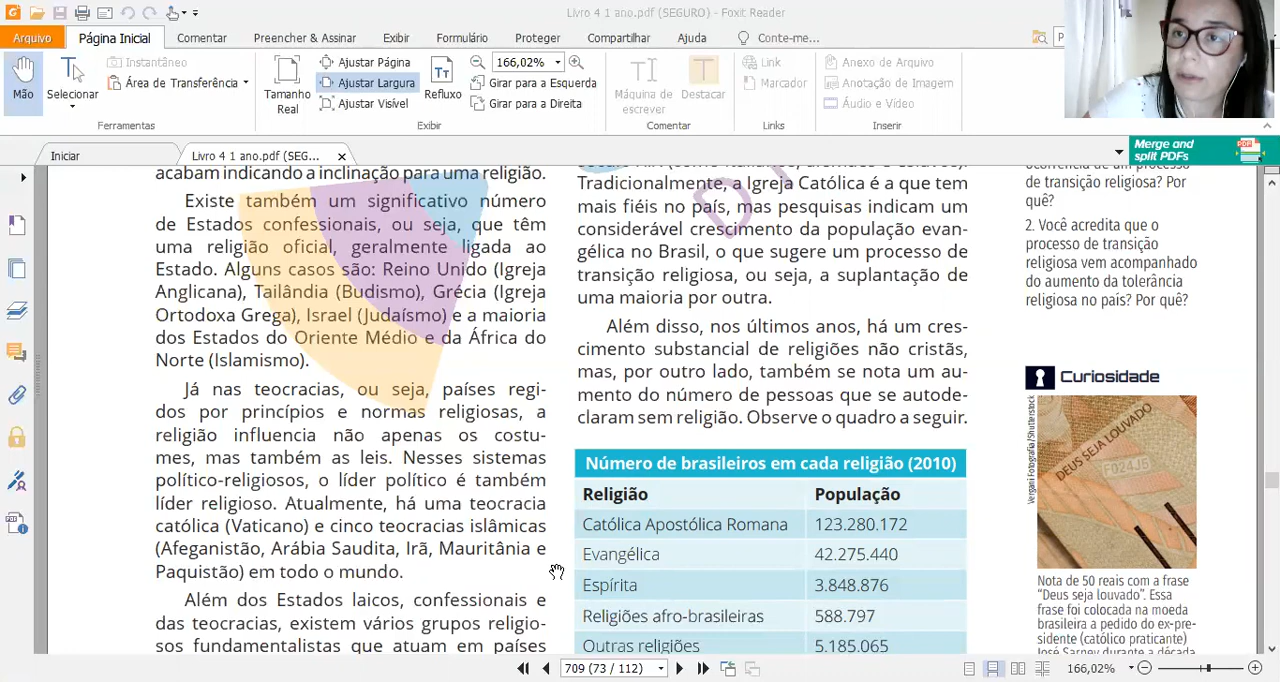 Livro 4 1 ano.pdf (SEGURO) - Foxit Reader
Arquivo
Página Inicial
Comentar
Preencher & Assinar
Exibir
Formulário
Proteger
Compartilhar
Ajuda
Conte-me...
Mão
Selecionar
Instantâneo
Área de Transferência
Ferramentas
Tamanho
Real
Ajustar Página
Ajustar Largura
Ajustar Visível
Refluxo
166,02%
Girar para a Esquerda
Girar para a Direita
Exibir
Máquina de
escrever
Destacar
Comentar
Link
Marcador
Links
Anexo de Arquivo
Anotação de Imagem
Áudio e Vídeo
Inserir
Iniciar
Livro 4 1 ano.pdf (SEG...
Merge and
split PDFs
acabam indicando a inclinação para uma religião.
Existe também um significativo número
de Estados confessionais, ou seja, que têm
uma religião oficial, geralmente ligada ao
Estado. Alguns casos são: Reino Unido (Igreja
Anglicana), Tailândia (Budismo), Grécia (Igreja
Ortodoxa Grega), Israel (Judaísmo) e a maioria
dos Estados do Oriente Médio e da África do
Norte (Islamismo).
Já nas teocracias, ou seja, países regi-
dos por princípios e normas religiosas, a
religião influencia não apenas os costu-
mes, mas também as leis. Nesses sistemas
político-religiosos, o líder político é também
líder religioso. Atualmente, há uma teocracia
católica (Vaticano) e cinco teocracias islâmicas
(Afeganistão, Arábia Saudita, Irã, Mauritânia e
Paquistão) em todo o mundo.
Além dos Estados laicos, confessionais e
das teocracias, existem vários grupos religio-
sos fundamentalistas que atuam em países
Tradicionalmente, a Igreja Católica é a que tem
mais fiéis no país, mas pesquisas indicam um
considerável crescimento da população evan-
gélica no Brasil, o que sugere um processo de
transição religiosa, ou seja, a suplantação de
uma maioria por outra.
Além disso, nos últimos anos, há um cres-
cimento substancial de religiões não cristãs,
mas, por outro lado, também se nota um au-
mento do número de pessoas que se autode-
claram sem religião. Observe o quadro a seguir.
Número de brasileiros em cada religião (2010)
Religião População
Católica Apostólica Romana 123.280.172
Evangélica 42.275.440
Espírita 3.848.876
Religiões afro-brasileiras 588.797
Outras religiões 5.185.065
ocorrência de um processo
de transição religiosa? Por
quê?
2. Você acredita que o
processo de transição
religiosa vem acompanhado
do aumento da tolerância
religiosa no país? Por quê?
Curiosidade
Vergani Fotografia/Shutterstock
DEUS SEJA LOUVADO
Nota de 50 reais com a frase
“Deus seja louvado”. Essa
frase foi colocada na moeda
brasileira a pedido do ex-pre-
sidente (católico praticante)
José Sarney durante a década
709 (73 / 112)
166,02%